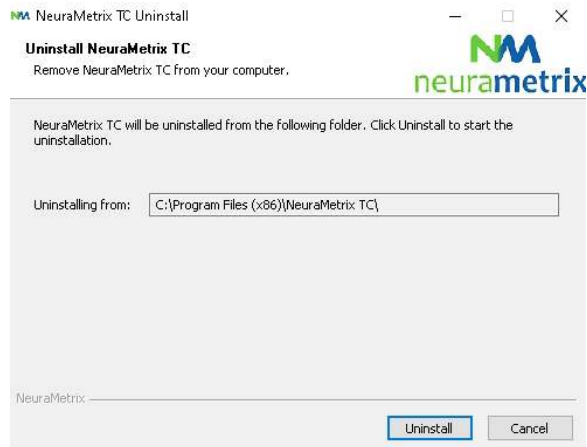 NM NeuraMetrix TC Uninstall
Uninstall NeuraMetrix TC
Remove NeuraMetrix TC from your computer.
NM
neurametrix
NeuraMetrix TC will be uninstalled from the following folder. Click Uninstall to start the
uninstallation.
Uninstalling from: C:\Program Files (x86)\NeuraMetrix TC\
NeuraMetrix
Uninstall Cancel